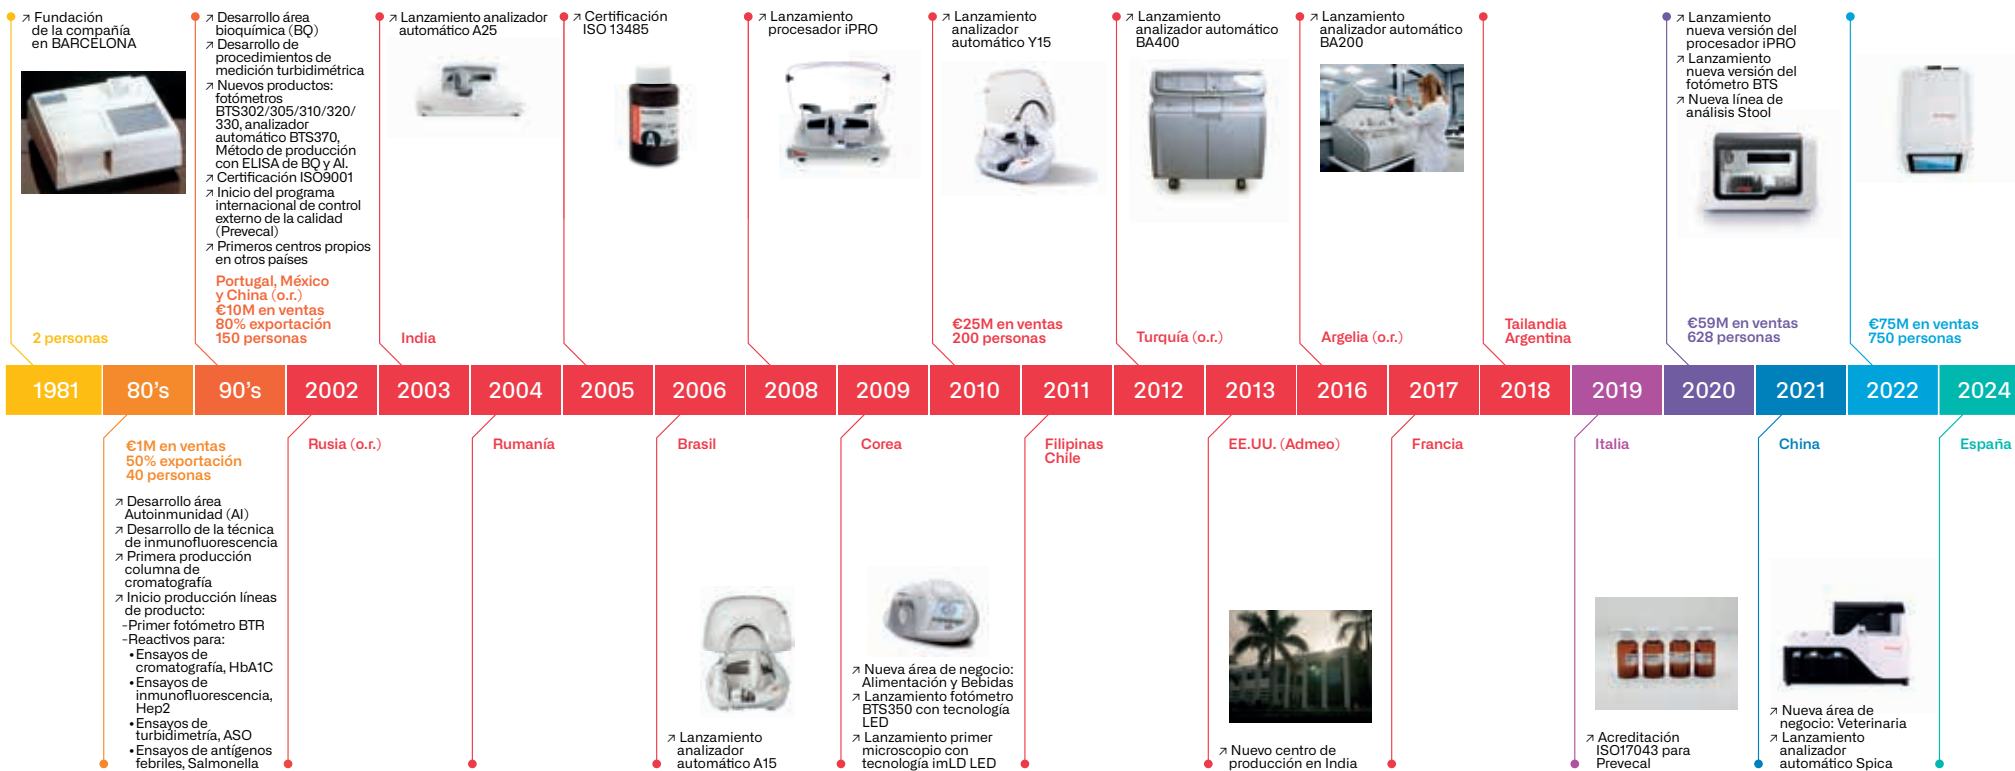 ↗ Fundación
de la compañía
en BARCELONA
2 personas
↗ Desarrollo área
bioquímica (BQ)
↗ Desarrollo de
procedimientos de
medición turbidimétrica
↗ Nuevos productos:
fotómetros
BTS302/305/310/320/
330, analizador
automático BTS370,
Método de producción
con ELISA de BQ y AI.
↗ Certificación ISO9001
↗ Inicio del programa
internacional de control
externo de la calidad
(Prevecal)
↗ Primeros centros propios
en otros países
Portugal, México
y China (o.r.)
€10M en ventas
80% exportación
150 personas
↗ Lanzamiento analizador
automático A25
India
↗ Certificación
ISO 13485
↗ Lanzamiento
procesador iPRO
↗ Lanzamiento
analizador
automático Y15
€25M en ventas
200 personas
↗ Lanzamiento
analizador automático
BA400
Turquía (o.r.)
↗ Lanzamiento
analizador automático
BA200
Argelia (o.r.)
Tailandia
Argentina
↗ Lanzamiento
nueva versión del
procesador iPRO
↗ Lanzamiento
nueva versión del
fotómetro BTS
↗ Nueva línea de
análisis Stool
€59M en ventas
628 personas
€75M en ventas
750 personas
1981 80's 90's 2002 2003 2004 2005 2006 2008 2009 2010 2011 2012 2013 2016 2017 2018 2019 2020 2021 2022 2024
€1M en ventas
50% exportación
40 personas
↗ Desarrollo área
Autoinmunidad (AI)
↗ Desarrollo de la técnica
de inmunofluorescencia
↗ Primera producción
columna de
cromatografía
↗ Inicio producción líneas
de producto:
-Primer fotómetro BTR
-Reactivos para:
•Ensayos de
cromatografía, HbA1C
•Ensayos de
inmunofluorescencia,
Hep2
•Ensayos de
turbidimetría, ASO
•Ensayos de antígenos
febriles, Salmonella
Rusia (o.r.)
Rumanía
Brasil
↗ Lanzamiento
analizador
automático A15
Corea
↗ Nueva área de negocio:
Alimentación y Bebidas
↗ Lanzamiento fotómetro
BTS350 con tecnología
LED
↗ Lanzamiento primer
microscopio con
tecnología imLD LED
Filipinas
Chile
EE.UU. (Admeo)
↗ Nuevo centro de
producción en India
Francia
Italia
↗ Acreditación
ISO17043 para
Prevecal
China
↗ Nueva área de
negocio: Veterinaria
↗ Lanzamiento
analizador
automático Spica
España